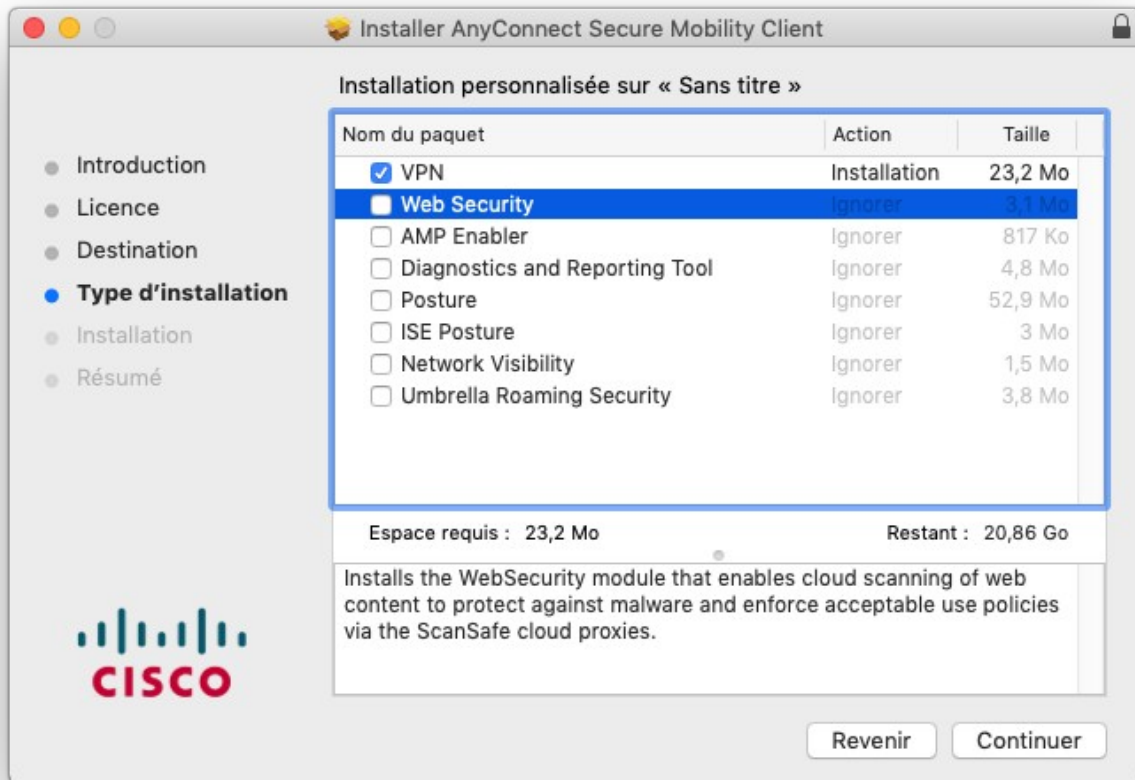 Installer AnyConnect Secure Mobility Client
Installation personnalisée sur « Sans titre »
Introduction
Licence
Destination
Type d’installation
Installation
Résumé
Nom du paquet Action Taille
VPN Installation 23,2 Mo
Web Security Ignorer 3,1 Mo
AMP Enabler Ignorer 817 Ko
Diagnostics and Reporting Tool Ignorer 4,8 Mo
Posture Ignorer 52,9 Mo
ISE Posture Ignorer 3 Mo
Network Visibility Ignorer 1,5 Mo
Umbrella Roaming Security Ignorer 3,8 Mo
Espace requis : 23,2 Mo Restant : 20,86 Go
Installs the WebSecurity module that enables cloud scanning of web
content to protect against malware and enforce acceptable use policies
via the ScanSafe cloud proxies.
CISCO
Revenir Continuer